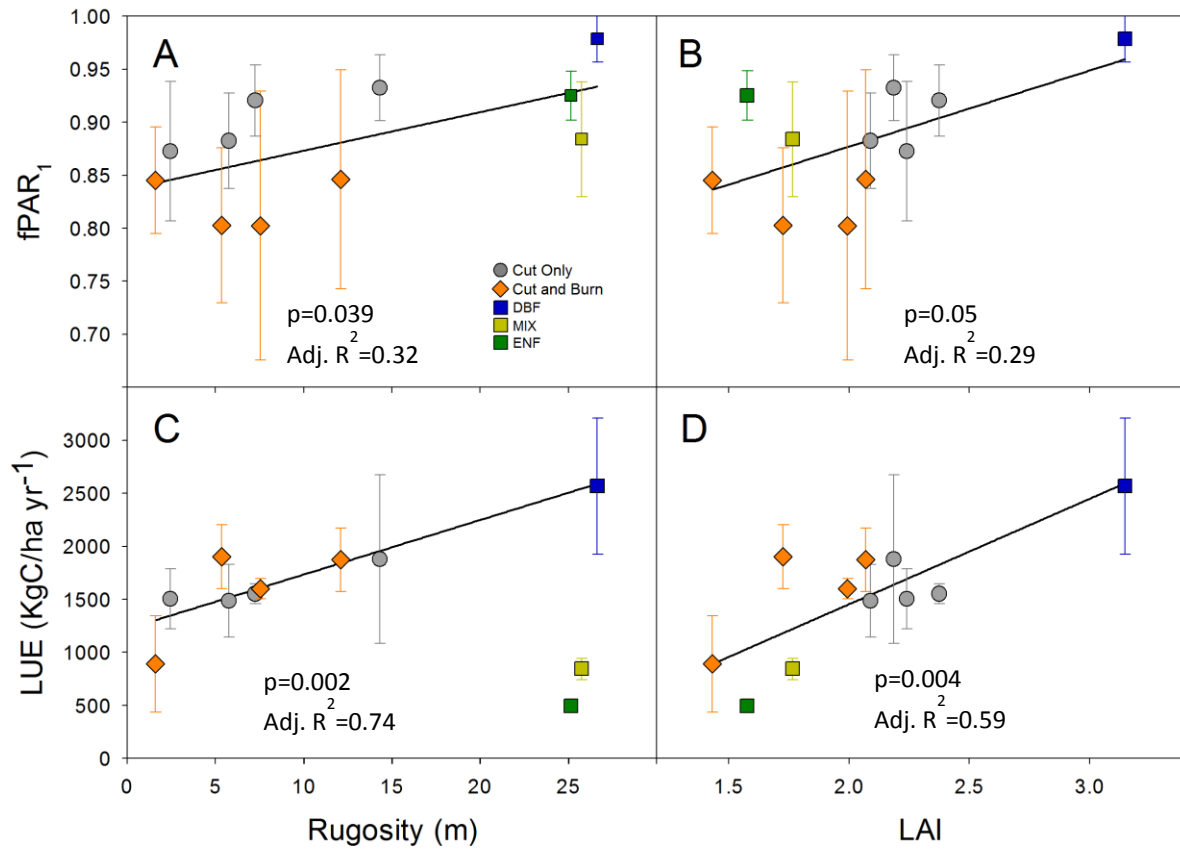 1.00
0.95
0.90
0.85
0.80
0.75
0.70
fPAR₁
A
Cut Only
Cut and Burn
DBF
MIX
ENF
p=0.039
Adj. R²=0.32
B
p=0.05
Adj. R²=0.29
3000
2500
2000
1500
1000
500
0
LUE (KgC/ha yr⁻¹)
C
p=0.002
Adj. R²=0.74
D
p=0.004
Adj. R²=0.59
0 5 10 15 20 25
1.5 2.0 2.5 3.0
Rugosity (m)
LAI